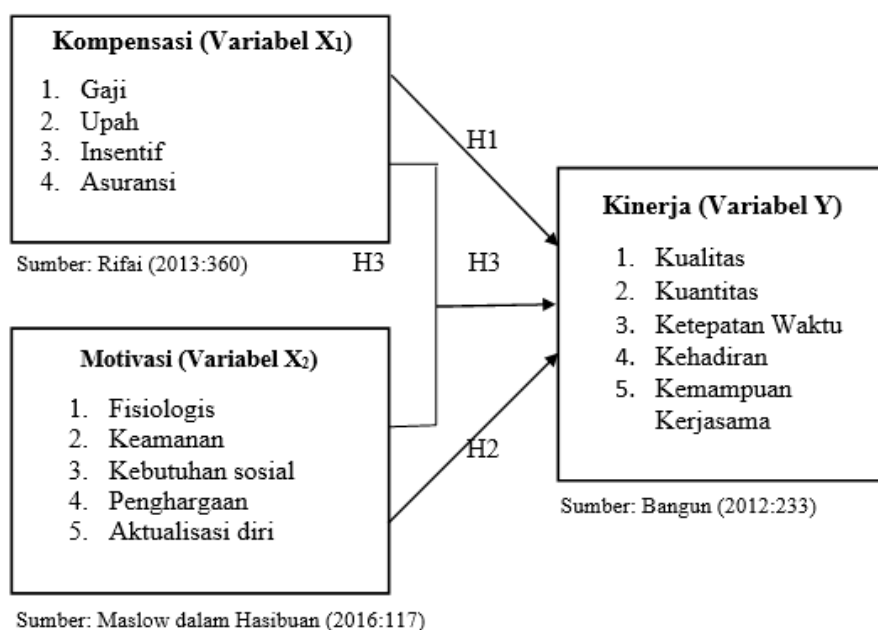 Kompensasi (Variabel X₁)
1. Gaji
2. Upah
3. Insentif
4. Asuransi
Sumber: Rifai (2013:360)
H1
H3
H3
Motivasi (Variabel X₂)
1. Fisiologis
2. Keamanan
3. Kebutuhan sosial
4. Penghargaan
5. Aktualisasi diri
Sumber: Maslow dalam Hasibuan (2016:117)
H2
Kinerja (Variabel Y)
1. Kualitas
2. Kuantitas
3. Ketepatan Waktu
4. Kehadiran
5. Kemampuan
Kerjasama
Sumber: Bangun (2012:233)